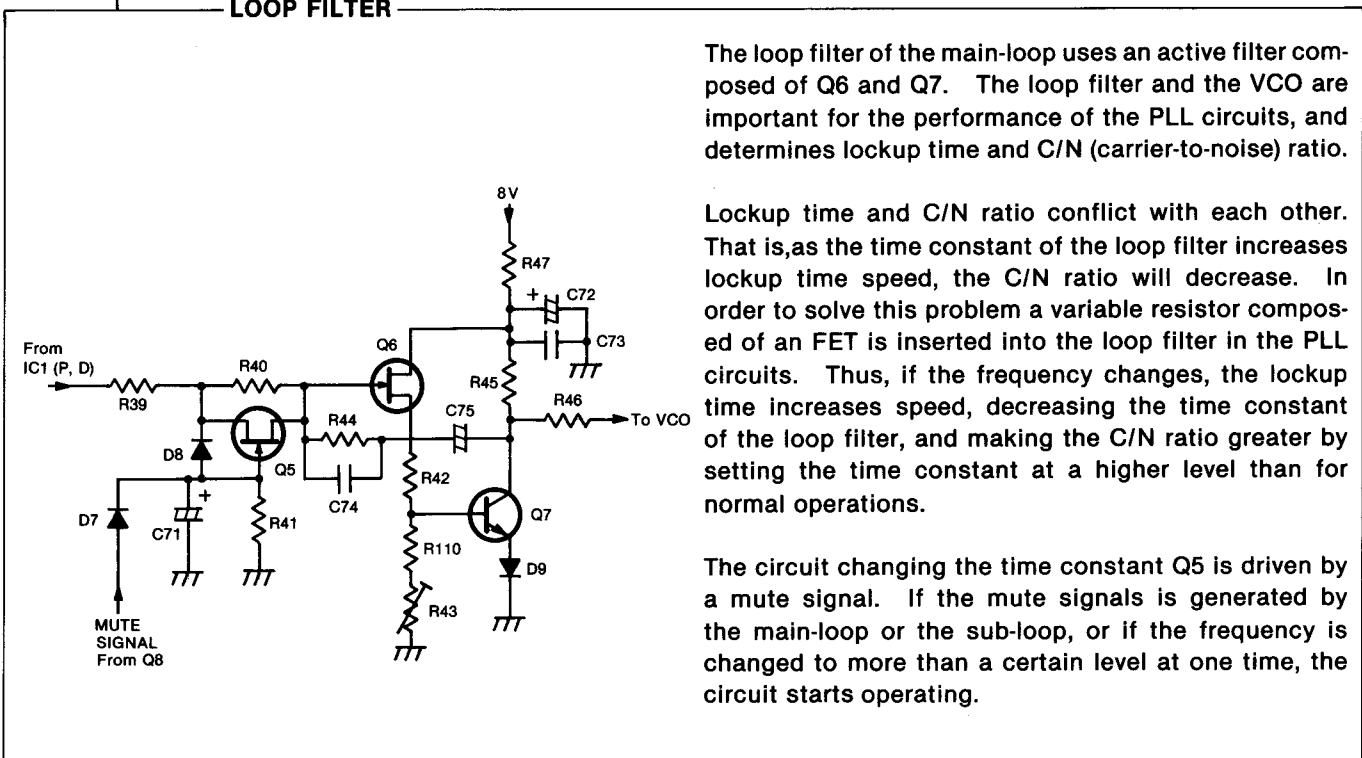 LOOP FILTER
The loop filter of the main-loop uses an active filter com-
posed of Q6 and Q7. The loop filter and the VCO are
important for the performance of the PLL circuits, and
determines lockup time and C/N (carrier-to-noise) ratio.
Lockup time and C/N ratio conflict with each other.
That is,as the time constant of the loop filter increases
lockup time speed, the C/N ratio will decrease. In
order to solve this problem a variable resistor compos-
ed of an FET is inserted into the loop filter in the PLL
circuits. Thus, if the frequency changes, the lockup
time increases speed, decreasing the time constant
of the loop filter, and making the C/N ratio greater by
setting the time constant at a higher level than for
normal operations.
The circuit changing the time constant Q5 is driven by
a mute signal. If the mute signals is generated by
the main-loop or the sub-loop, or if the frequency is
changed to more than a certain level at one time, the
circuit starts operating.
8V
R47
+ C72
C73
From
IC1 (P, D)
R39
R40
Q6
R45
R46
To VCO
C75
R44
D8
Q5
C74
R42
Q7
D7
C71
+
R41
R110
D9
R43
MUTE
SIGNAL
From Q8